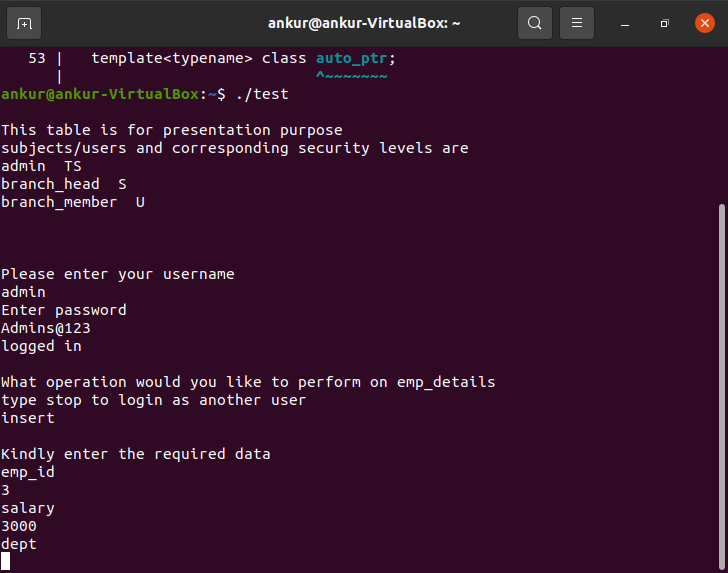 ankur@ankur-VirtualBox: ~
53 |   template<typename> class auto_ptr;
   |                            ^~~~~~~~
ankur@ankur-VirtualBox:~$ ./test
This table is for presentation purpose
subjects/users and corresponding security levels are
admin  TS
branch_head  S
branch_member  U
Please enter your username
admin
Enter password
Admins@123
logged in
What operation would you like to perform on emp_details
type stop to login as another user
insert
Kindly enter the required data
emp_id
3
salary
3000
dept